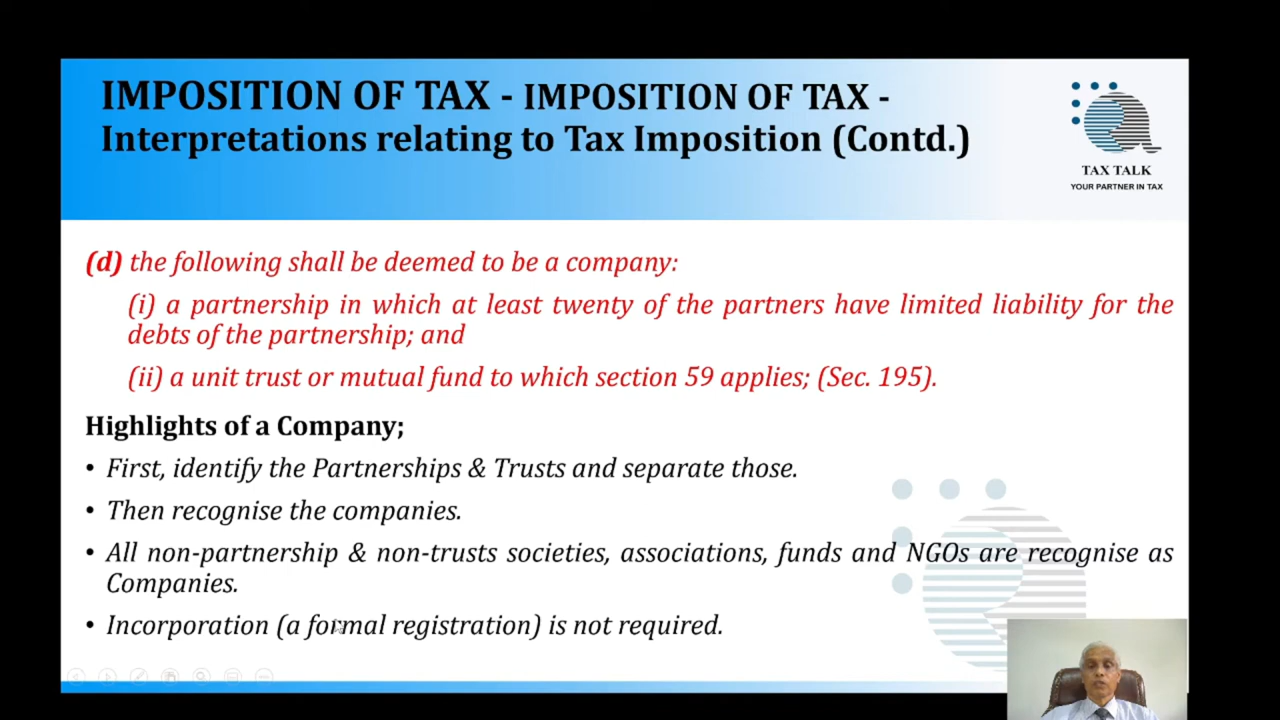 IMPOSITION OF TAX - IMPOSITION OF TAX -
Interpretations relating to Tax Imposition (Contd.)
TAX TALK
YOUR PARTNER IN TAX
(d) the following shall be deemed to be a company:
(i) a partnership in which at least twenty of the partners have limited liability for the
debts of the partnership; and
(ii) a unit trust or mutual fund to which section 59 applies; (Sec. 195).
Highlights of a Company;
• First, identify the Partnerships & Trusts and separate those.
• Then recognise the companies.
• All non-partnership & non-trusts societies, associations, funds and NGOs are recognise as
Companies.
• Incorporation (a formal registration) is not required.